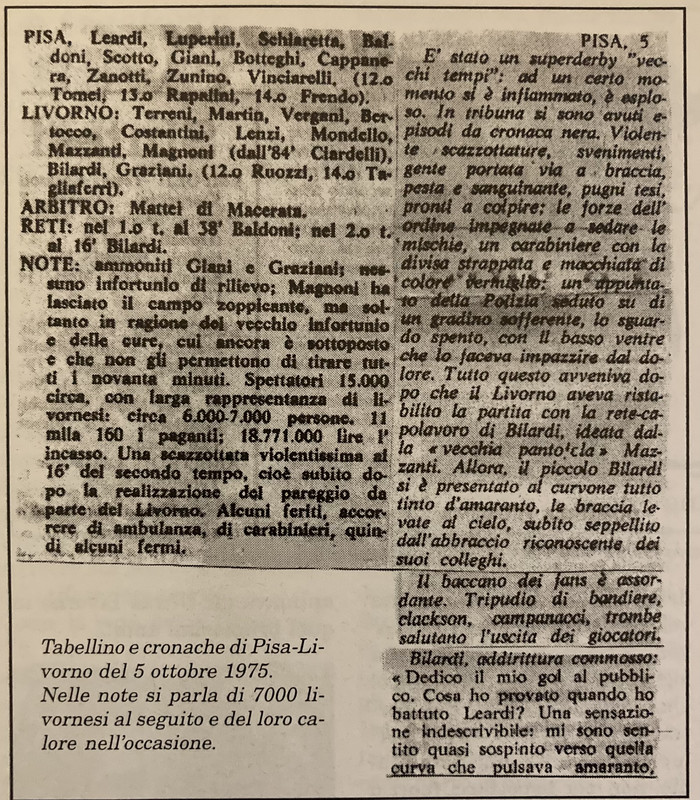 PISA, Leardi, Luperini, Schiaretta, Bal-
doni, Scotto, Giani, Botteghi, Cappane-
ra, Zanotti, Zunino, Vinciarelli, (12.o
Tomei, 13.o Rapalini, 14.o Frendo).
LIVORNO: Terreni, Martin, Vergani, Ber-
tocco, Costantini, Lenzi, Mondello,
Mazzanti, Magnoni (dall'84' Ciardelli),
Bilardi, Graziani. (12.o Ruozzi, 14.o Ta-
gliaferri).
ARBITRO: Mattei di Macerata.
RETI: nel 1.o t. al 38' Baldoni; nel 2.o t.
al 16' Bilardi.
NOTE: ammoniti Giani e Graziani; nes-
suno infortunio di rilievo; Magnoni ha
lasciato il campo zoppicante, ma sol-
tanto in ragione del vecchio infortunio
e delle cure, cui ancora è sottoposto
e che non gli permettono di tirare tut-
ti i novanta minuti. Spettatori 15.000
circa, con larga rappresentanza di li-
vornesi: circa 6.000-7.000 persone. 11
mila 160 i paganti; 18.771.000 lire l'
incasso. Una scazzottata violentissima al
16' del secondo tempo, cioè subito do-
po la realizzazione del pareggio da
parte del Livorno. Alcuni feriti, accor-
rere di ambulanza, di carabinieri, quin-
di alcuni fermi.
Tabellino e cronache di Pisa-Li-
vorno del 5 ottobre 1975.
Nelle note si parla di 7000 li-
vornesi al seguito e del loro ca-
lore nell'occasione.
PISA, 5
E' stato un superderby "vec-
chi tempi": ad un certo mo-
mento si è infiammato, è esplo-
so. In tribuna si sono avuti e-
pisodi da cronaca nera. Violen-
te scazzottature, svenimenti,
gente portata via a braccia,
pesta e sanguinante, pugni tesi,
pronti a colpire; le forze dell'
ordine impegnate a sedare le
mischie, un carabiniere con la
divisa strappata e macchiata di
colore vermiglio: un appunta-
to della Polizia seduto su di
un gradino sofferente, lo sguar-
do spento, con il basso ventre
che lo faceva impazzire dal do-
lore. Tutto questo avveniva do-
po che il Livorno aveva rista-
bilito la partita con la rete-ca-
polavoro di Bilardi, ideata dal-
la «vecchia pantofola» Maz-
zanti. Allora, il piccolo Bilardi
si è presentato al curvone tutto
tinto d'amaranto, le braccia le-
vate al cielo, subito seppellito
dall'abbraccio riconoscente dei
suoi colleghi.
Il baccano dei fans è assor-
dante. Tripudio di bandiere,
clackson, campanacci, trombe
salutano l'uscita dei giocatori.
Bilardi, addirittura commosso:
«Dedico il mio gol al pubbli-
co. Cosa ho provato quando ho
battuto Leardi? Una sensazio-
ne indescrivibile: mi sono sen-
tito quasi sospinto verso quella
curva che pulsava amaranto,